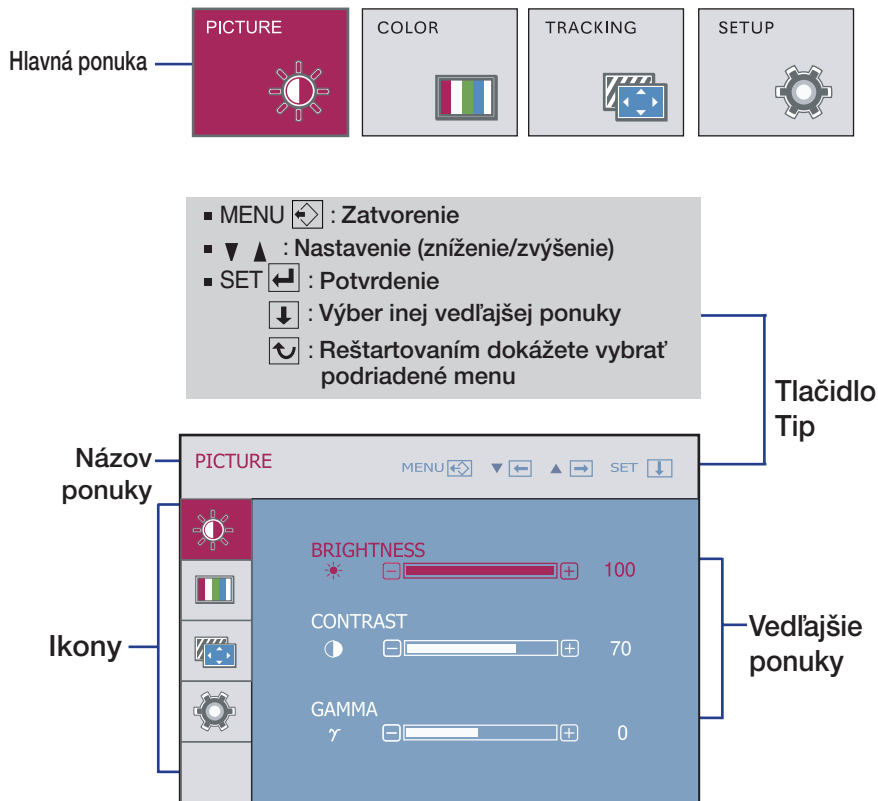 PICTURE COLOR TRACKING SETUP
Hlavná ponuka
▪ MENU : Zatvorenie
▪ ▼ ▲ : Nastavenie (zníženie/zvýšenie)
▪ SET : Potvrdenie
: Výber inej vedľajšej ponuky
: Reštartovaním dokážete vybrať
podriadené menu
Tlačidlo
Tip
Názov
ponuky
PICTURE MENU ▼ ▲ SET
BRIGHTNESS
100
CONTRAST
70
GAMMA
γ 0
Ikony
Vedľajšie
ponuky